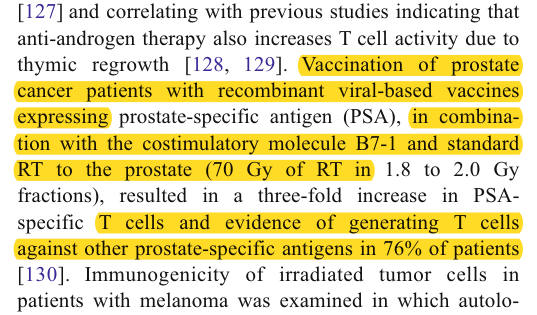 [127] and correlating with previous studies indicating that
anti-androgen therapy also increases T cell activity due to
thymic regrowth [128, 129]. Vaccination of prostate
cancer patients with recombinant viral-based vaccines
expressing prostate-specific antigen (PSA), in combina-
tion with the costimulatory molecule B7-1 and standard
RT to the prostate (70 Gy of RT in 1.8 to 2.0 Gy
fractions), resulted in a three-fold increase in PSA-
specific T cells and evidence of generating T cells
against other prostate-specific antigens in 76% of patients
[130]. Immunogenicity of irradiated tumor cells in
patients with melanoma was examined in which autolo-